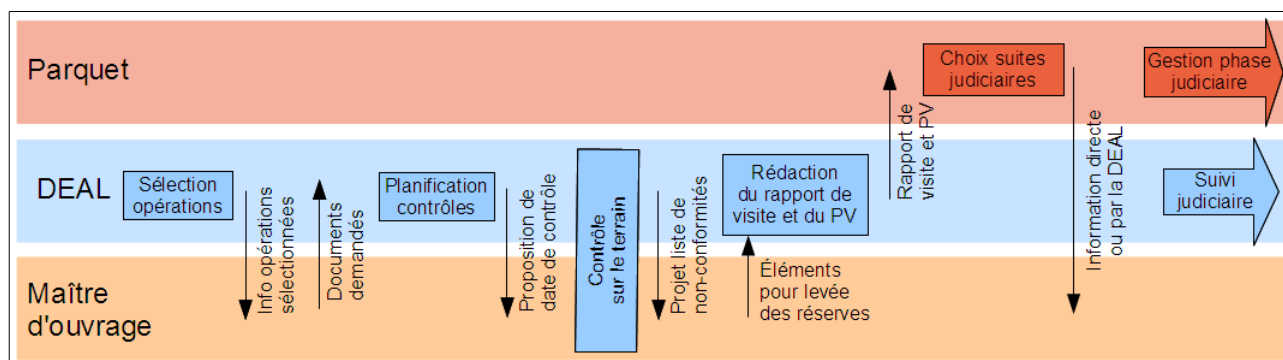 Parquet
Choix suites
judiciaires
Gestion phase
judiciaire
Rapport de
visite et PV
Information directe
ou par la DEAL
DEAL
Sélection
opérations
Info opérations
sélectionnées
Documents
demandés
Planification
contrôles
Proposition de
date de contrôle
Contrôle
sur le terrain
Projet liste de
non-conformités
Rédaction
du rapport de
visite et du PV
Suivi
judiciaire
Maître
d'ouvrage
Éléments
pour levée
des réserves